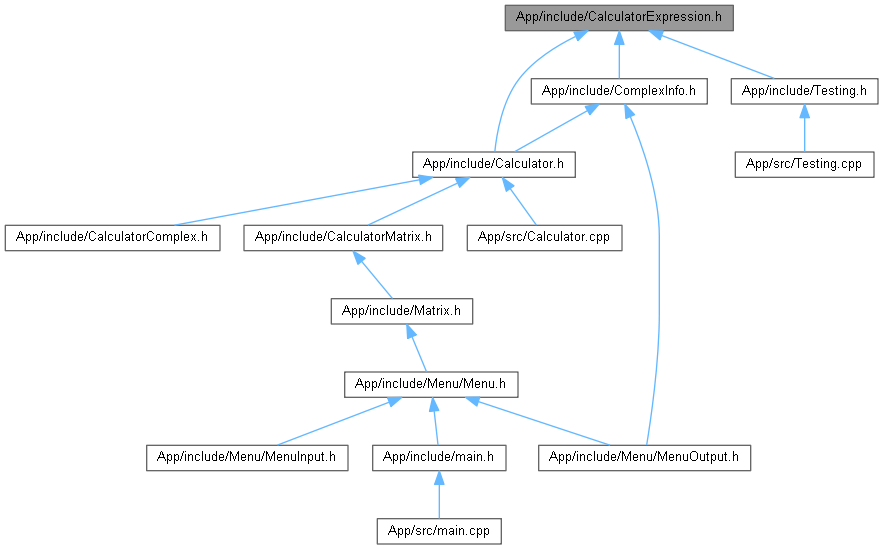 App/include/CalculatorExpression.h
App/include/ComplexInfo.h
App/include/Testing.h
App/include/Calculator.h
App/src/Testing.cpp
App/include/CalculatorComplex.h
App/include/CalculatorMatrix.h
App/src/Calculator.cpp
App/include/Matrix.h
App/include/Menu/Menu.h
App/include/Menu/MenuInput.h
App/include/main.h
App/include/Menu/MenuOutput.h
App/src/main.cpp